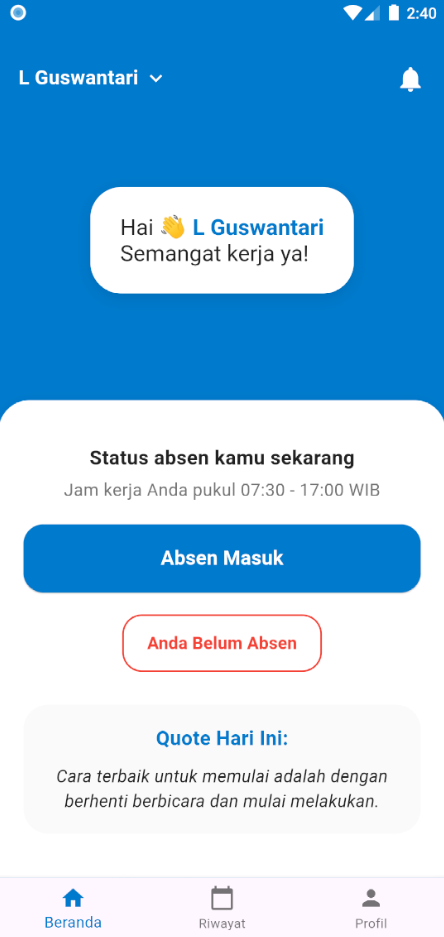 2:40
L Guswantari
Hai 👋 L Guswantari
Semangat kerja ya!
Status absen kamu sekarang
Jam kerja Anda pukul 07:30 - 17:00 WIB
Absen Masuk
Anda Belum Absen
Quote Hari Ini:
Cara terbaik untuk memulai adalah dengan
berhenti berbicara dan mulai melakukan.
Beranda
Riwayat
Profil